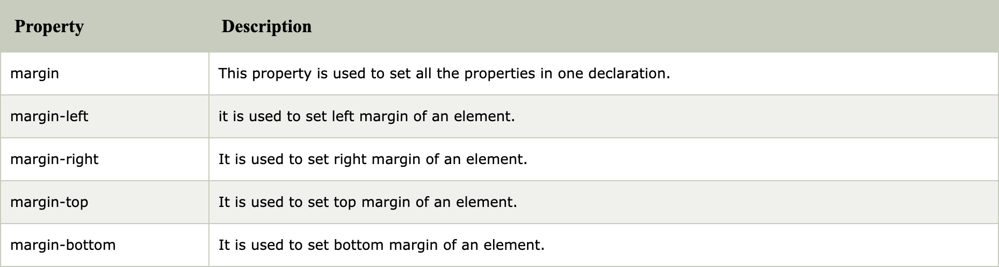 Property Description
margin This property is used to set all the properties in one declaration.
margin-left it is used to set left margin of an element.
margin-right It is used to set right margin of an element.
margin-top It is used to set top margin of an element.
margin-bottom It is used to set bottom margin of an element.